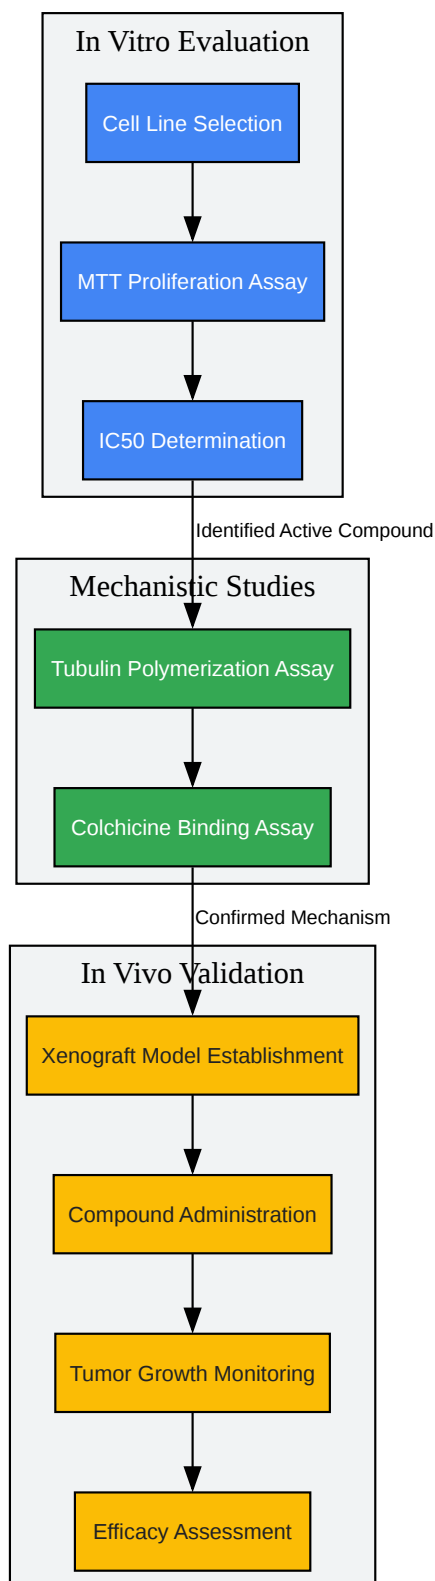 In Vitro Evaluation
Cell Line Selection
MTT Proliferation Assay
IC50 Determination
Identified Active Compound
Mechanistic Studies
Tubulin Polymerization Assay
Colchicine Binding Assay
Confirmed Mechanism
In Vivo Validation
Xenograft Model Establishment
Compound Administration
Tumor Growth Monitoring
Efficacy Assessment